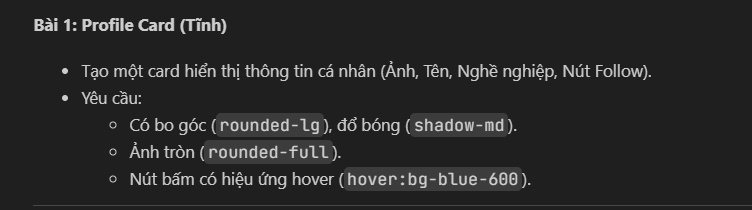 Bài 1: Profile Card (Tĩnh)
Tạo một card hiển thị thông tin cá nhân (Ảnh, Tên, Nghề nghiệp, Nút Follow).
Yêu cầu:
Có bo góc (rounded-lg), đổ bóng (shadow-md).
Ảnh tròn (rounded-full).
Nút bấm có hiệu ứng hover (hover:bg-blue-600).